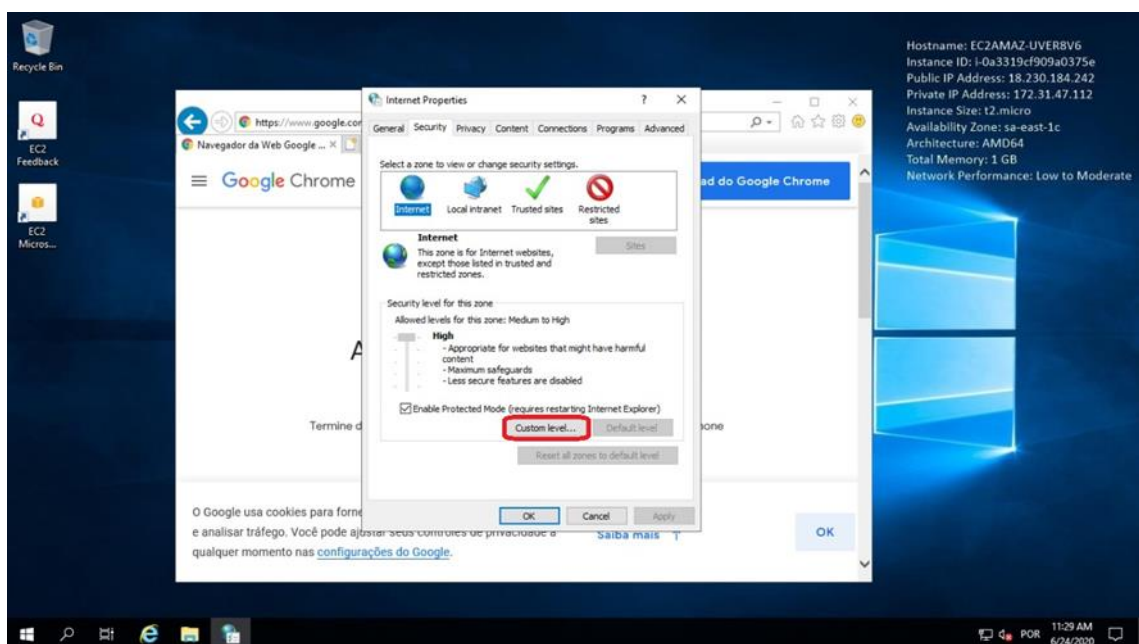 Recycle Bin
EC2
Feedback
EC2
Micros...
Hostname: EC2AMAZ-UVER8V6
Instance ID: i-0a3319cf909a0375e
Public IP Address: 18.230.184.242
Private IP Address: 172.31.47.112
Instance Size: t2.micro
Availability Zone: sa-east-1c
Architecture: AMD64
Total Memory: 1 GB
Network Performance: Low to Moderate
https://www.google.cor
Navegador da Web Google ...
Google Chrome
ad do Google Chrome
A
Termine d
one
O Google usa cookies para forne
e analisar tráfego. Você pode ajustar seus controles de privacidade a
qualquer momento nas configurações do Google.
Saiba mais
OK
Internet Properties
General Security Privacy Content Connections Programs Advanced
Select a zone to view or change security settings.
Internet Local intranet Trusted sites Restricted
sites
Internet
This zone is for Internet websites,
except those listed in trusted and
restricted zones.
Sites
Security level for this zone
Allowed levels for this zone: Medium to High
High
- Appropriate for websites that might have harmful
content
- Maximum safeguards
- Less secure features are disabled
Enable Protected Mode (requires restarting Internet Explorer)
Custom level... Default level
Reset all zones to default level
OK Cancel Apply
POR
11:29 AM
6/24/2020